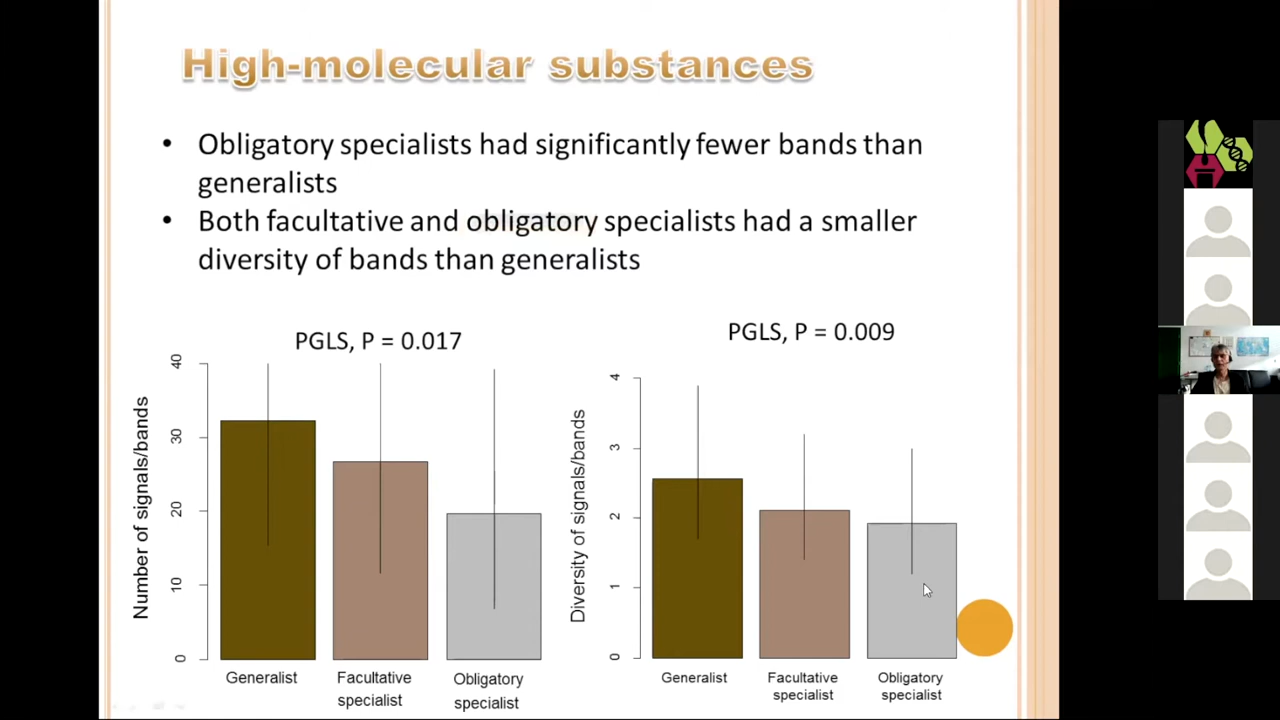 High-molecular substances
• Obligatory specialists had significantly fewer bands than
generalists
• Both facultative and obligatory specialists had a smaller
diversity of bands than generalists
PGLS, P = 0.017
Number of signals/bands
40
30
20
10
0
Generalist
Facultative
specialist
Obligatory
specialist
PGLS, P = 0.009
Diversity of signals/bands
4
3
2
1
0
Generalist
Facultative
specialist
Obligatory
specialist